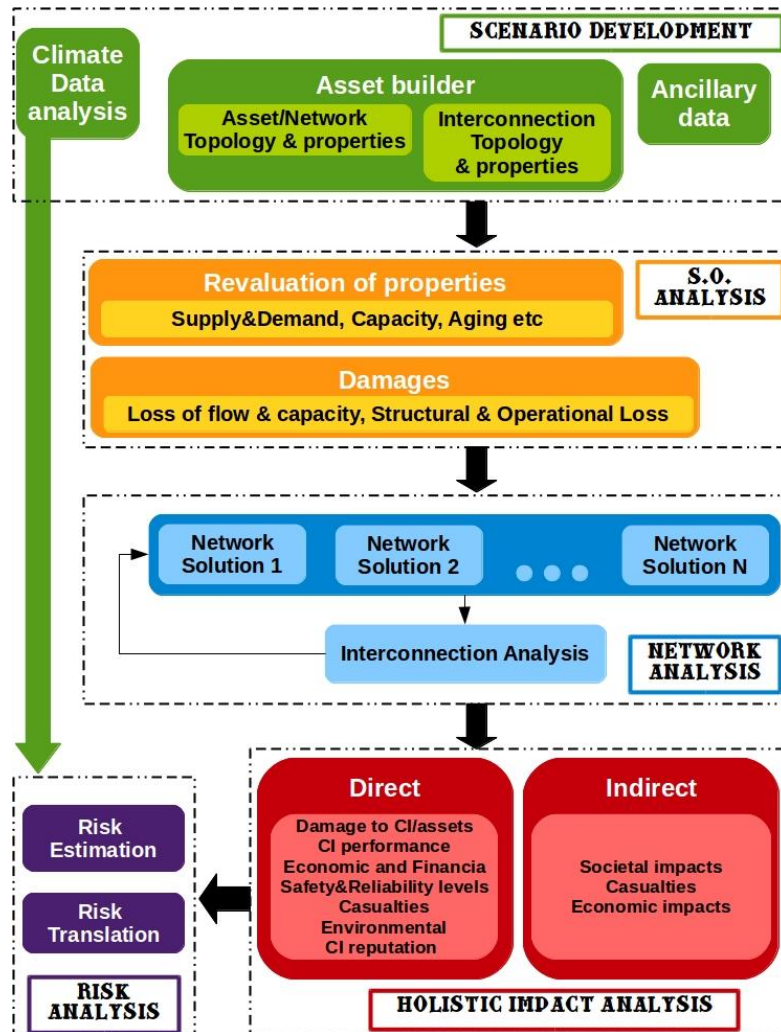 SCENARIO DEVELOPMENT
Climate
Data
analysis
Asset builder
Asset/Network
Topology & properties
Interconnection
Topology
& properties
Ancillary
data
Revaluation of properties
Supply&Demand, Capacity, Aging etc
S.O.
ANALYSIS
Damages
Loss of flow & capacity, Structural & Operational Loss
Network
Solution 1
Network
Solution 2
Network
Solution N
Interconnection Analysis
NETWORK
ANALYSIS
Direct
Damage to CI/assets
CI performance
Economic and Financia
Safety&Reliability levels
Casualties
Environmental
CI reputation
Indirect
Societal impacts
Casualties
Economic impacts
HOLISTIC IMPACT ANALYSIS
Risk
Estimation
Risk
Translation
RISK
ANALYSIS